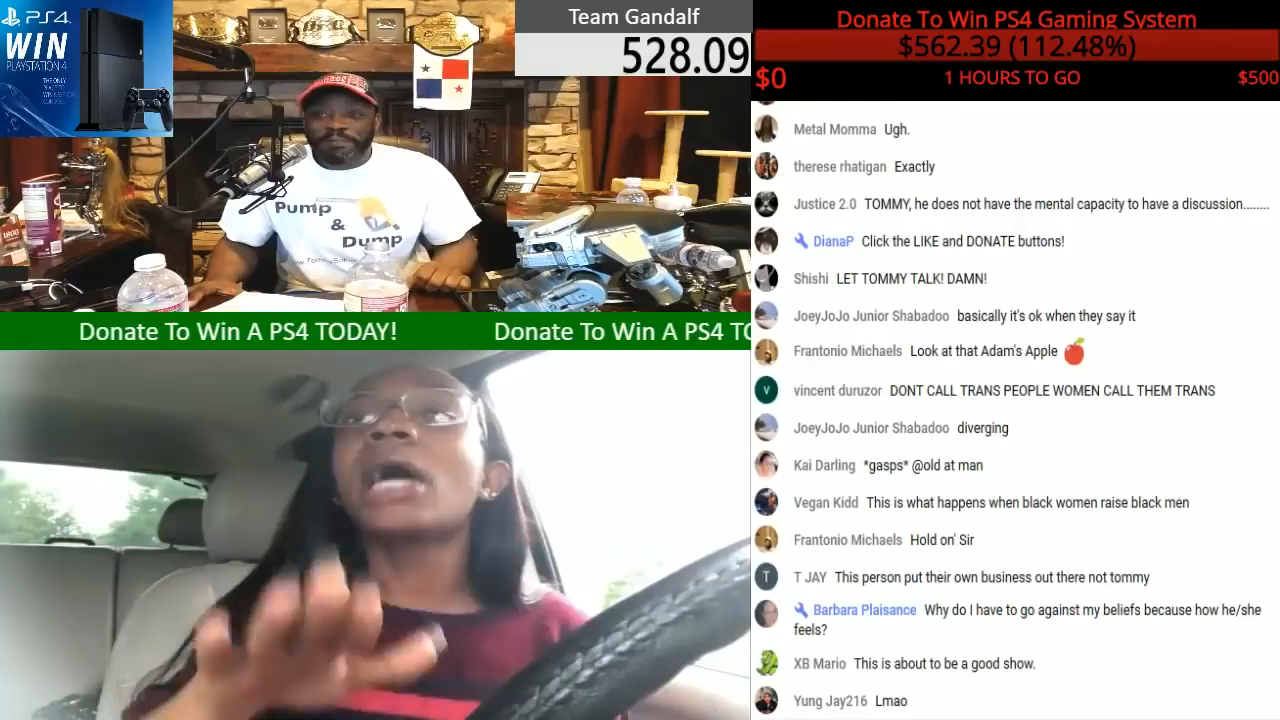 PS4
WIN
PLAYSTATION 4
Team Gandalf
528.09
Pump
&
Dump
Donate To Win A PS4 TODAY!
Donate To Win A PS4 TO
Donate To Win PS4 Gaming System
$562.39 (112.48%)
$0
1 HOURS TO GO
$500
Metal Momma Ugh.
therese rhatigan Exactly
Justice 2.0 TOMMY, he does not have the mental capacity to have a discussion........
DianaP Click the LIKE and DONATE buttons!
Shishi LET TOMMY TALK! DAMN!
JoeyJoJo Junior Shabadoo basically it's ok when they say it
Frantonio Michaels Look at that Adam's Apple 🍎
V vincent duruzor DONT CALL TRANS PEOPLE WOMEN CALL THEM TRANS
JoeyJoJo Junior Shabadoo diverging
Kai Darling *gasps* @old at man
Vegan Kidd This is what happens when black women raise black men
Frantonio Michaels Hold on' Sir
T T JAY This person put their own business out there not tommy
Barbara Plaisance Why do I have to go against my beliefs because how he/she
feels?
XB Mario This is about to be a good show.
Yung Jay216 Lmao